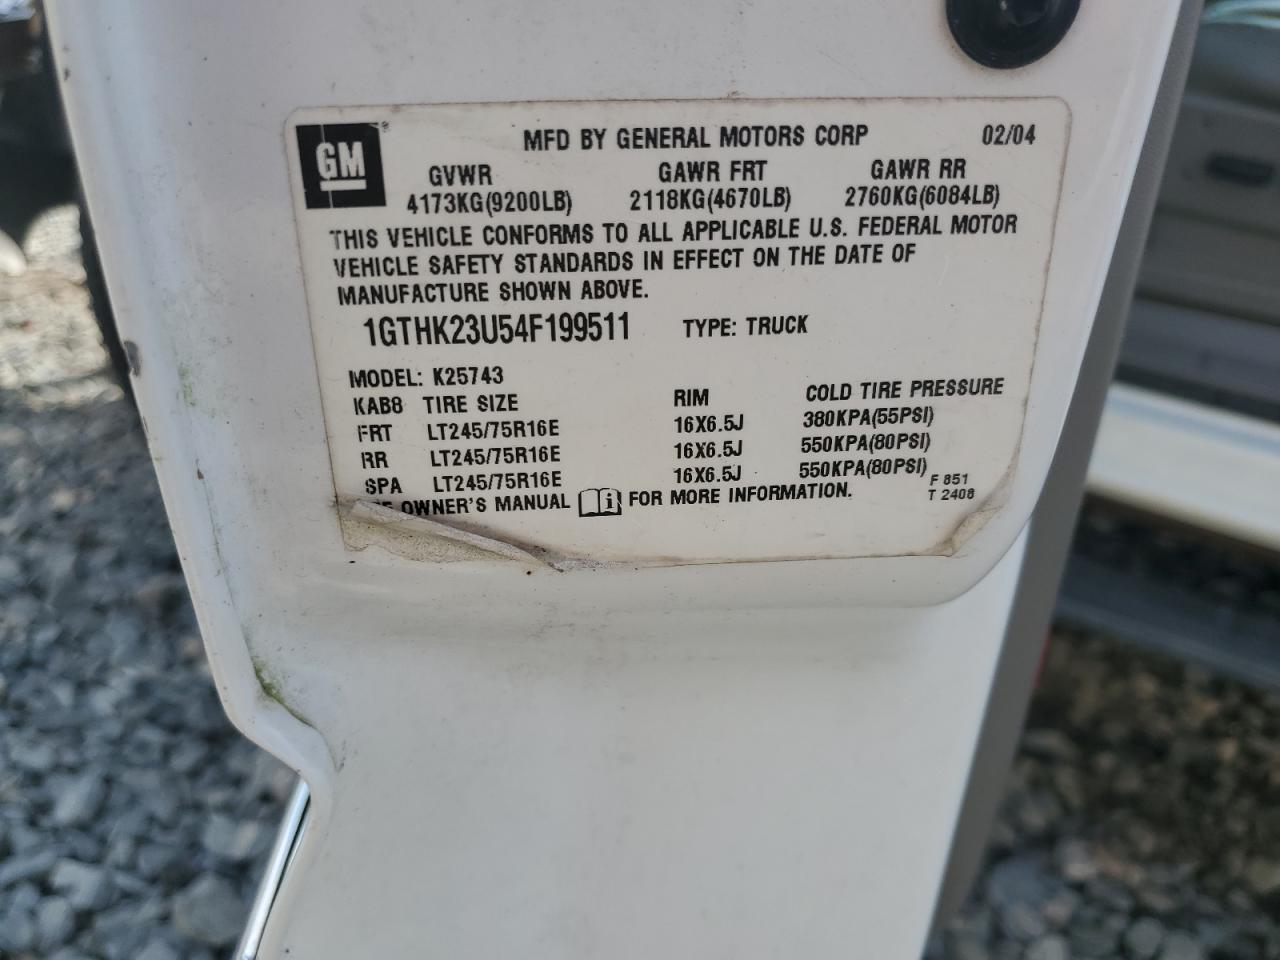 GM
MFD BY GENERAL MOTORS CORP 02/04
GVWR GAWR FRT GAWR RR
4173KG(9200LB) 2118KG(4670LB) 2760KG(6084LB)
THIS VEHICLE CONFORMS TO ALL APPLICABLE U.S. FEDERAL MOTOR
VEHICLE SAFETY STANDARDS IN EFFECT ON THE DATE OF
MANUFACTURE SHOWN ABOVE.
1GTHK23U54F199511 TYPE: TRUCK
MODEL: K25743
KAB8 TIRE SIZE RIM COLD TIRE PRESSURE
FRT LT245/75R16E 16X6.5J 380KPA(55PSI)
RR LT245/75R16E 16X6.5J 550KPA(80PSI)
SPA LT245/75R16E 16X6.5J 550KPA(80PSI)
OWNER'S MANUAL FOR MORE INFORMATION.
F 851
T 2408